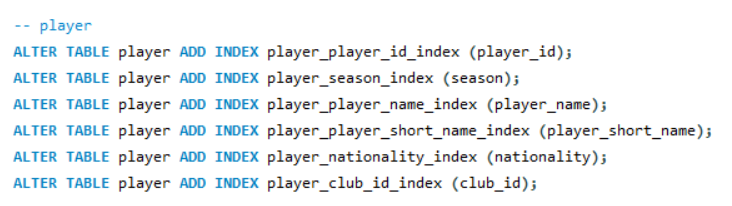 -- player
ALTER TABLE player ADD INDEX player_player_id_index (player_id);
ALTER TABLE player ADD INDEX player_season_index (season);
ALTER TABLE player ADD INDEX player_player_name_index (player_name);
ALTER TABLE player ADD INDEX player_player_short_name_index (player_short_name);
ALTER TABLE player ADD INDEX player_nationality_index (nationality);
ALTER TABLE player ADD INDEX player_club_id_index (club_id);